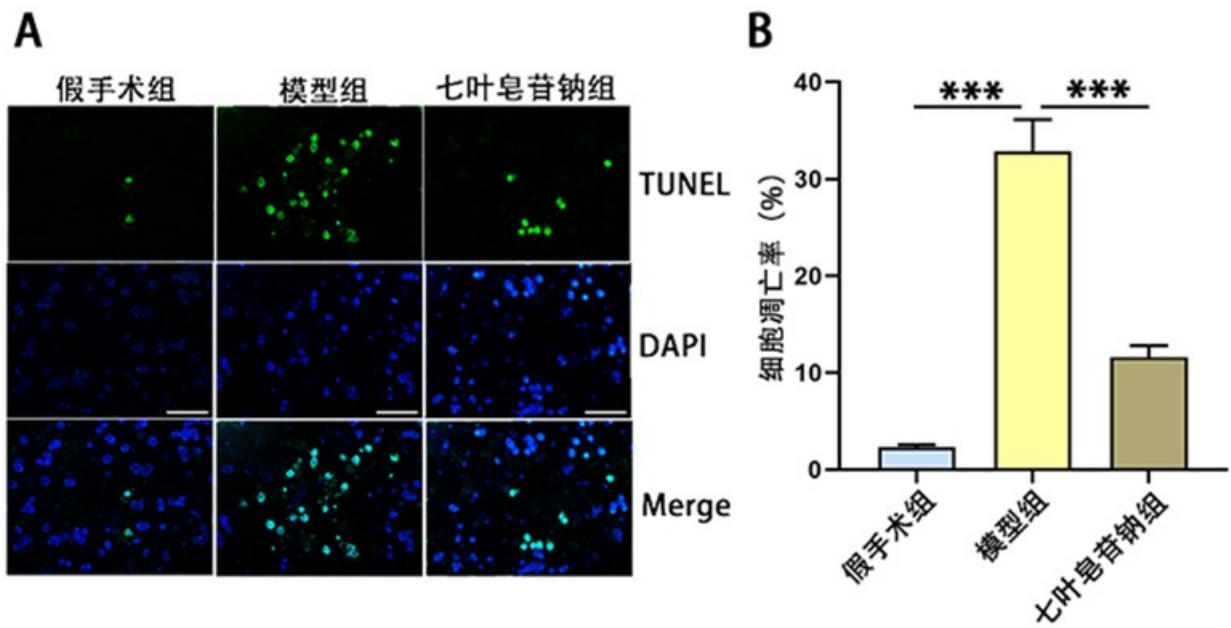 A
假手术组 模型组 七叶皂苷钠组
TUNEL
DAPI
Merge
B
细胞凋亡率 (%)
40
30
20
10
0
*** ***
假手术组
模型组
七叶皂苷钠组